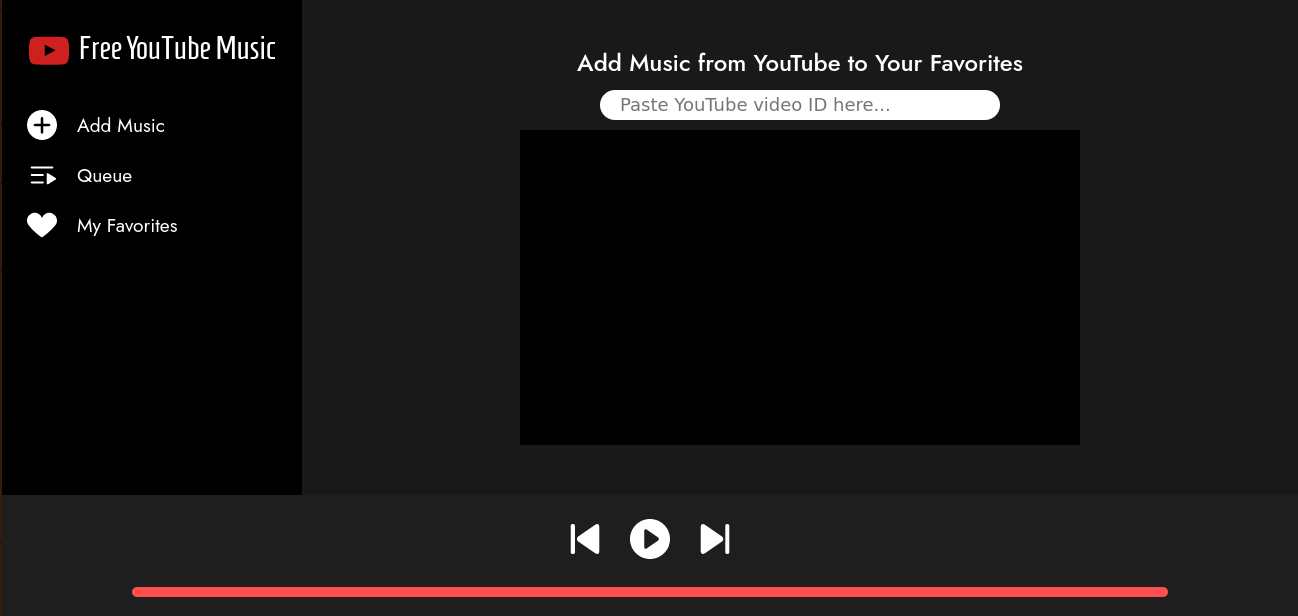 Free YouTube Music
Add Music
Queue
My Favorites
Add Music from YouTube to Your Favorites
Paste YouTube video ID here...